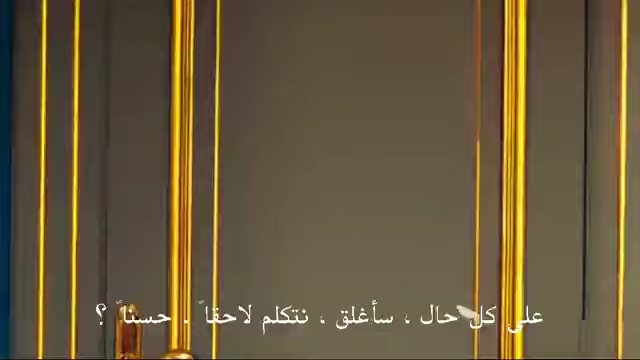 على كل حال ، سأغلق ، نتكلم لاحقاً . حسناً ؟